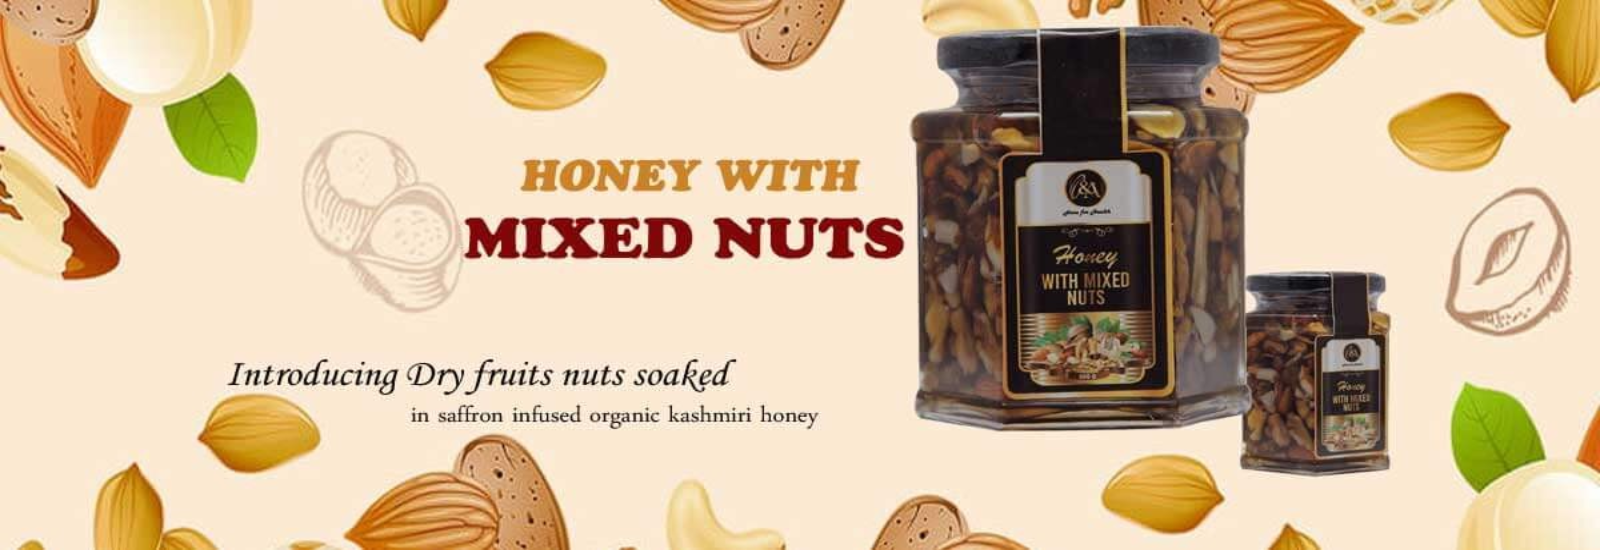 HONEY WITH
MIXED NUTS
Introducing Dry fruits nuts soaked
in saffron infused organic kashmiri honey
Honey
WITH MIXED
NUTS
Honey
WITH MIXED
NUTS